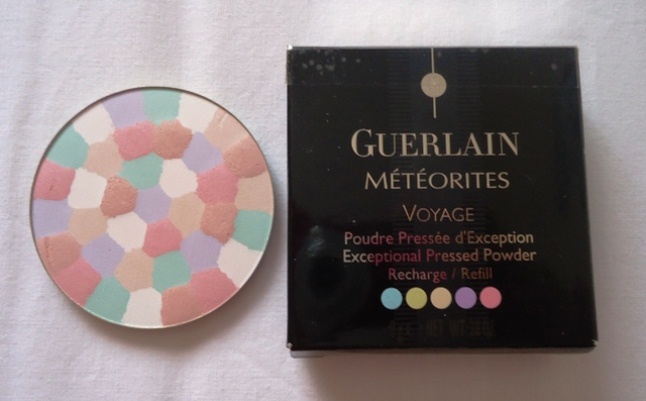 GUERLAIN
MÉTÉORITES
VOYAGE
Poudre Pressée d'Exception
Exceptional Pressed Powder
Recharge / Refill